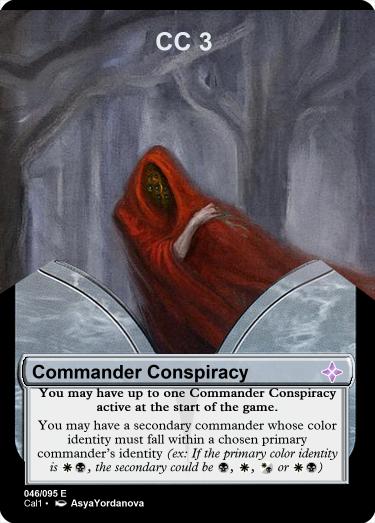 CC 3
Commander Conspiracy
You may have up to one Commander Conspiracy
active at the start of the game.
You may have a secondary commander whose color
identity must fall within a chosen primary
commander's identity (ex: If the primary color identity
is , the secondary could be , , or )
046/095 E
Cal1 • AsyaYordanova